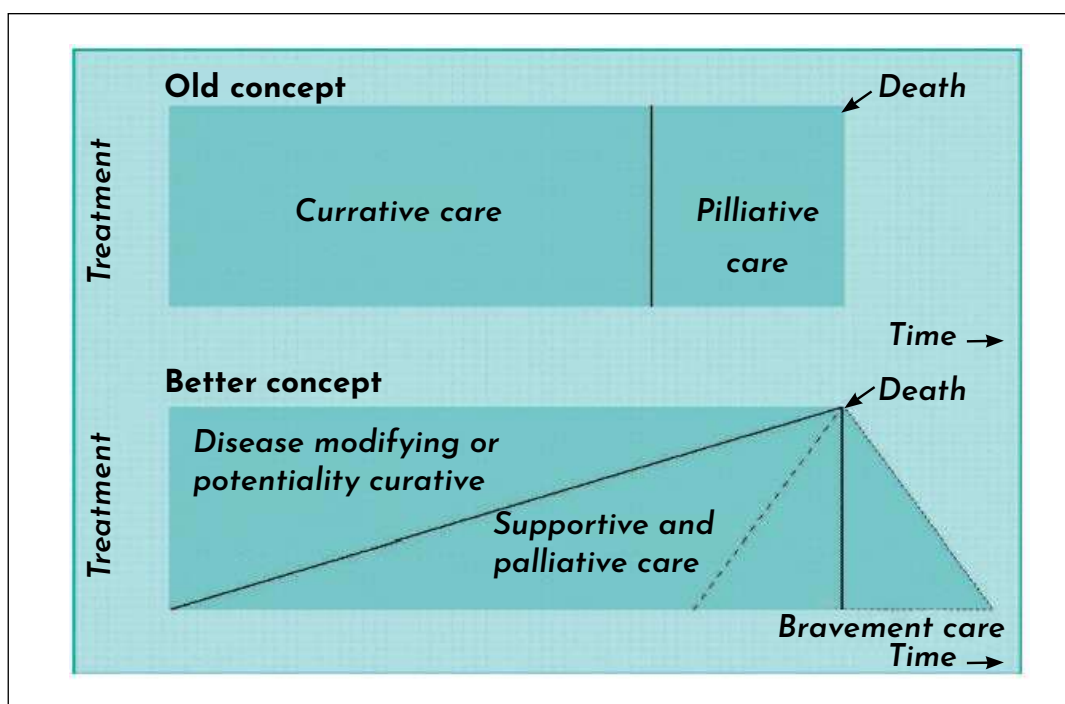 Old concept
Death
Treatment
Currative care
Pilliative
care
Time
Better concept
Death
Treatment
Disease modifying or
potentiality curative
Supportive and
palliative care
Bravement care
Time